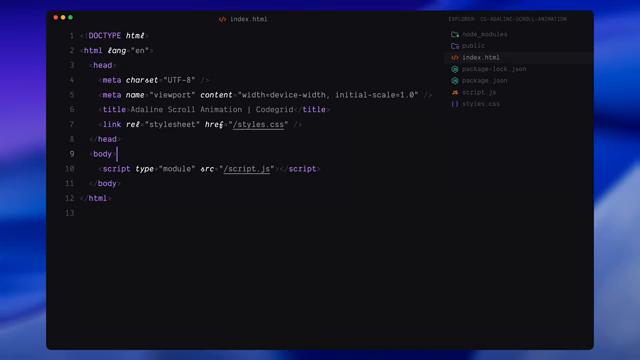 </> index.html
EXPLORER CG-ADALINE-SCROLL-ANIMATION
1 <!DOCTYPE html>
2 <html lang="en">
3 <head>
4 <meta charset="UTF-8" />
5 <meta name="viewport" content="width=device-width, initial-scale=1.0" />
6 <title>Adaline Scroll Animation | Codegrid</title>
7 <link rel="stylesheet" href="/styles.css" />
8 </head>
9 <body>
10 <script type="module" src="/script.js"></script>
11 </body>
12 </html>
13
node_modules
public
</> index.html
package-lock.json
package.json
JS script.js
{} styles.css